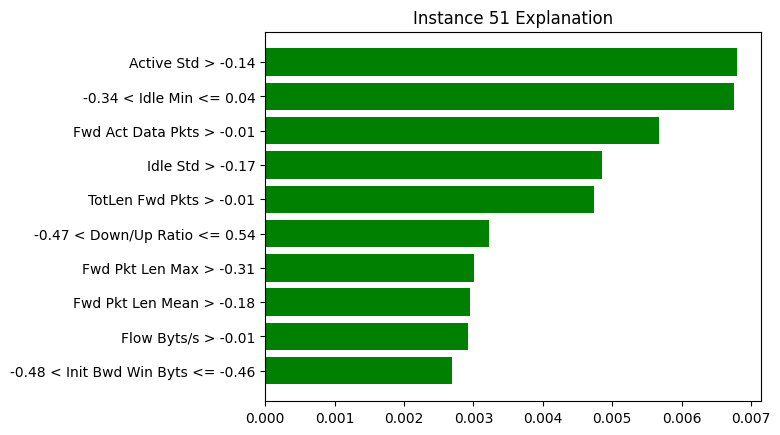 Instance 51 Explanation
Active Std > -0.14
-0.34 < Idle Min <= 0.04
Fwd Act Data Pkts > -0.01
Idle Std > -0.17
TotLen Fwd Pkts > -0.01
-0.47 < Down/Up Ratio <= 0.54
Fwd Pkt Len Max > -0.31
Fwd Pkt Len Mean > -0.18
Flow Byts/s > -0.01
-0.48 < Init Bwd Win Byts <= -0.46
0.000 0.001 0.002 0.003 0.004 0.005 0.006 0.007